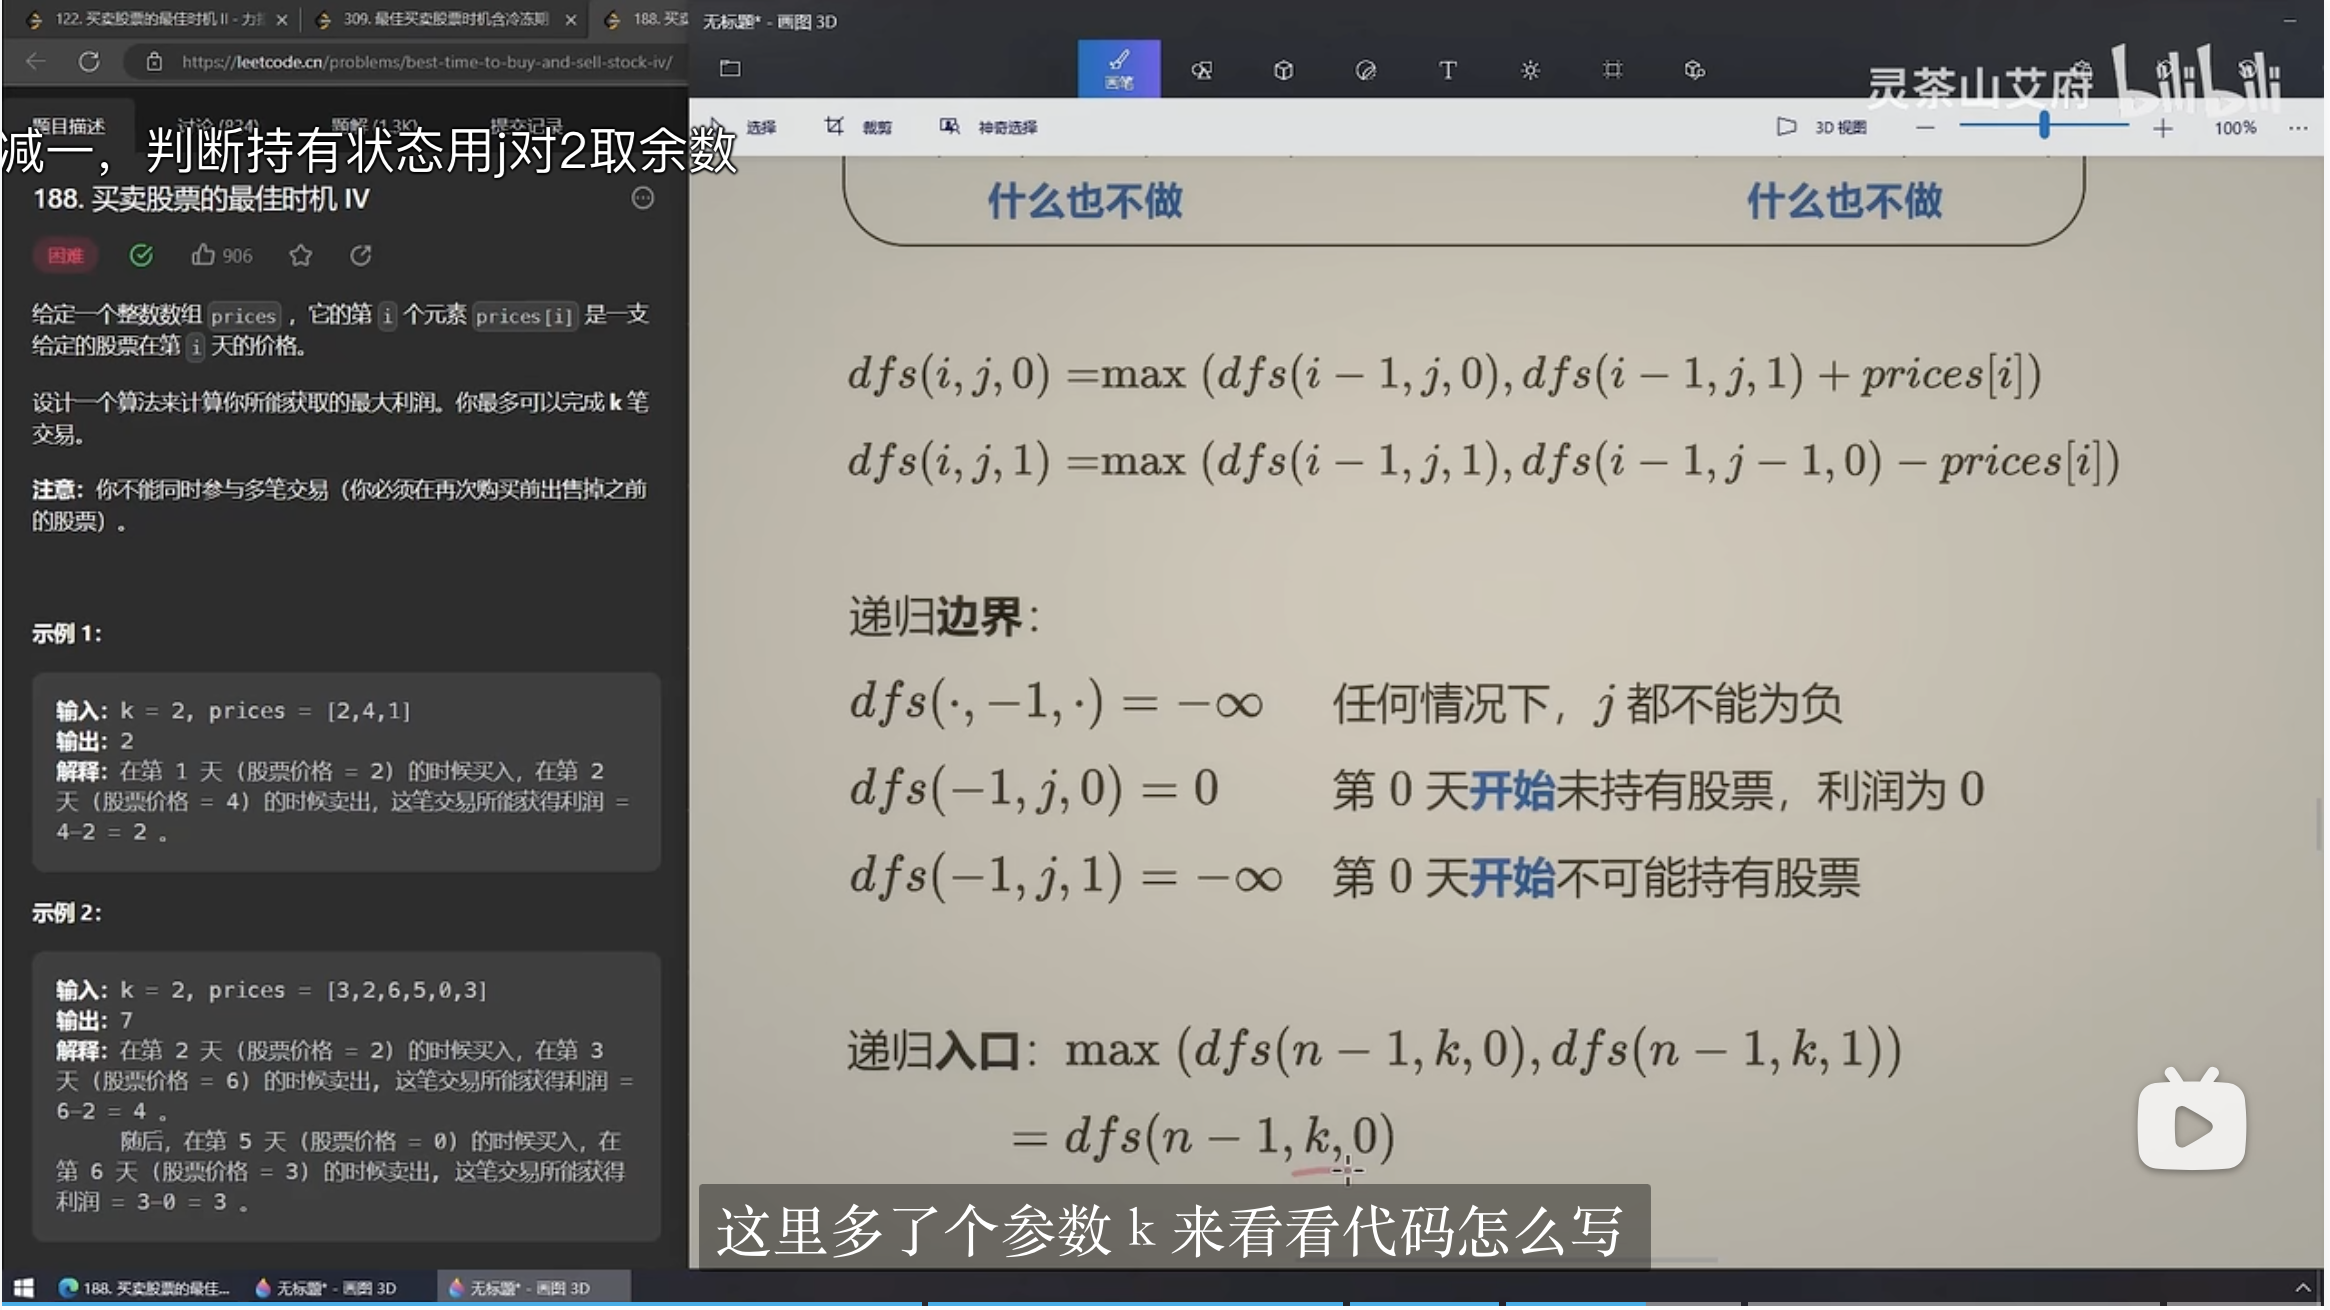 122. 买卖股票的最佳时机 II - 力
309. 最佳买卖股票时机含冷冻期
188. 买卖
无标题* - 画图 3D
https://leetcode.cn/problems/best-time-to-buy-and-sell-stock-iv/
画笔
灵茶山艾府 bilibili
题目描述
讨论 (834)
题解 (1.3K)
提交记录
选择
裁剪
神奇选择
3D 视图
100%
减一，判断持有状态用j对2取余数
188. 买卖股票的最佳时机 IV
困难
906
给定一个整数数组 prices ，它的第 i 个元素 prices[i] 是一支
给定的股票在第 i 天的价格。
设计一个算法来计算你所能获取的最大利润。你最多可以完成 k 笔
交易。
注意：你不能同时参与多笔交易（你必须在再次购买前出售掉之前
的股票）。
示例 1:
输入：k = 2, prices = [2,4,1]
输出：2
解释：在第 1 天 (股票价格 = 2) 的时候买入，在第 2
天 (股票价格 = 4) 的时候卖出，这笔交易所能获得利润 =
4-2 = 2 。
示例 2:
输入：k = 2, prices = [3,2,6,5,0,3]
输出：7
解释：在第 2 天 (股票价格 = 2) 的时候买入，在第 3
天 (股票价格 = 6) 的时候卖出, 这笔交易所能获得利润 =
6-2 = 4 。
随后，在第 5 天 (股票价格 = 0) 的时候买入，在
第 6 天 (股票价格 = 3) 的时候卖出, 这笔交易所能获得
利润 = 3-0 = 3 。
什么也不做
什么也不做
dfs(i, j, 0) =max (dfs(i − 1, j, 0), dfs(i − 1, j, 1) + prices[i])
dfs(i, j, 1) =max (dfs(i − 1, j, 1), dfs(i − 1, j − 1, 0) − prices[i])
递归边界：
dfs(·, −1, ·) = −∞ 任何情况下，j 都不能为负
dfs(−1, j, 0) = 0 第 0 天开始未持有股票，利润为 0
dfs(−1, j, 1) = −∞ 第 0 天开始不可能持有股票
递归入口：max (dfs(n − 1, k, 0), dfs(n − 1, k, 1))
= dfs(n − 1, k, 0)
这里多了个参数 k 来看看代码怎么写
188. 买卖股票的最佳...
无标题* - 画图 3D
无标题* - 画图 3D